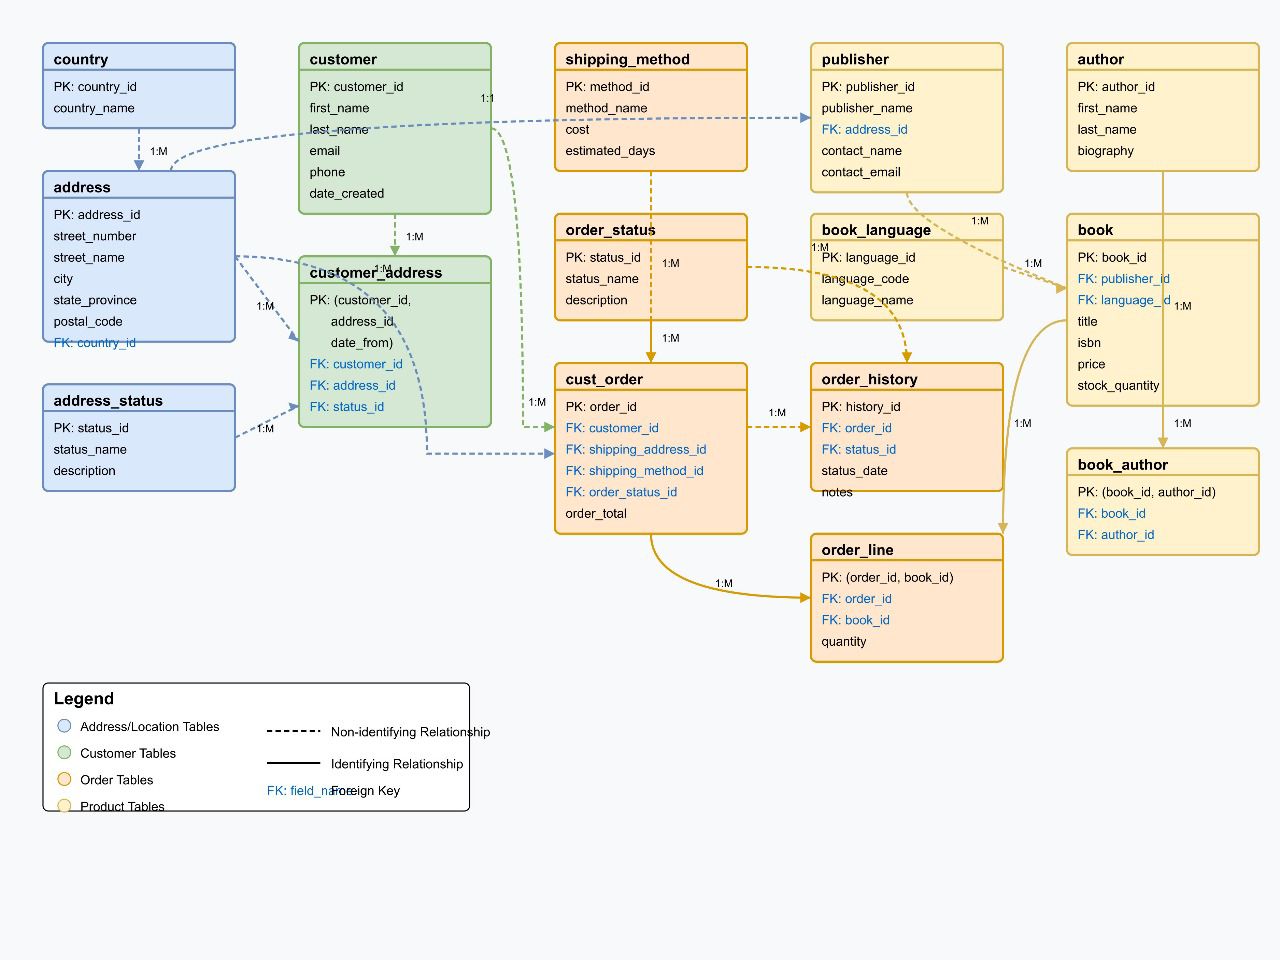 country
PK: country_id
country_name
1:M
address
PK: address_id
street_number
street_name
city
state_province
postal_code
FK: country_id
1:M
address_status
PK: status_id
status_name
description
1:M
customer
PK: customer_id
first_name
last_name
email
phone
date_created
1:1
1:M
customer_address
1:M
PK: (customer_id,
address_id,
date_from)
FK: customer_id
FK: address_id
FK: status_id
1:M
shipping_method
PK: method_id
method_name
cost
estimated_days
order_status
PK: status_id
status_name
description
1:M
1:M
cust_order
PK: order_id
FK: customer_id
FK: shipping_address_id
FK: shipping_method_id
FK: order_status_id
order_total
1:M
1:M
publisher
PK: publisher_id
publisher_name
FK: address_id
contact_name
contact_email
1:M
book_language
1:M
PK: language_id
language_code
language_name
1:M
order_history
PK: history_id
FK: order_id
FK: status_id
status_date
notes
order_line
PK: (order_id, book_id)
FK: order_id
FK: book_id
quantity
author
PK: author_id
first_name
last_name
biography
book
PK: book_id
FK: publisher_id
FK: language_id
1:M
title
isbn
price
stock_quantity
1:M
1:M
book_author
PK: (book_id, author_id)
FK: book_id
FK: author_id
Legend
Address/Location Tables
Customer Tables
Order Tables
Product Tables
Non-identifying Relationship
Identifying Relationship
FK: field_name
Foreign Key